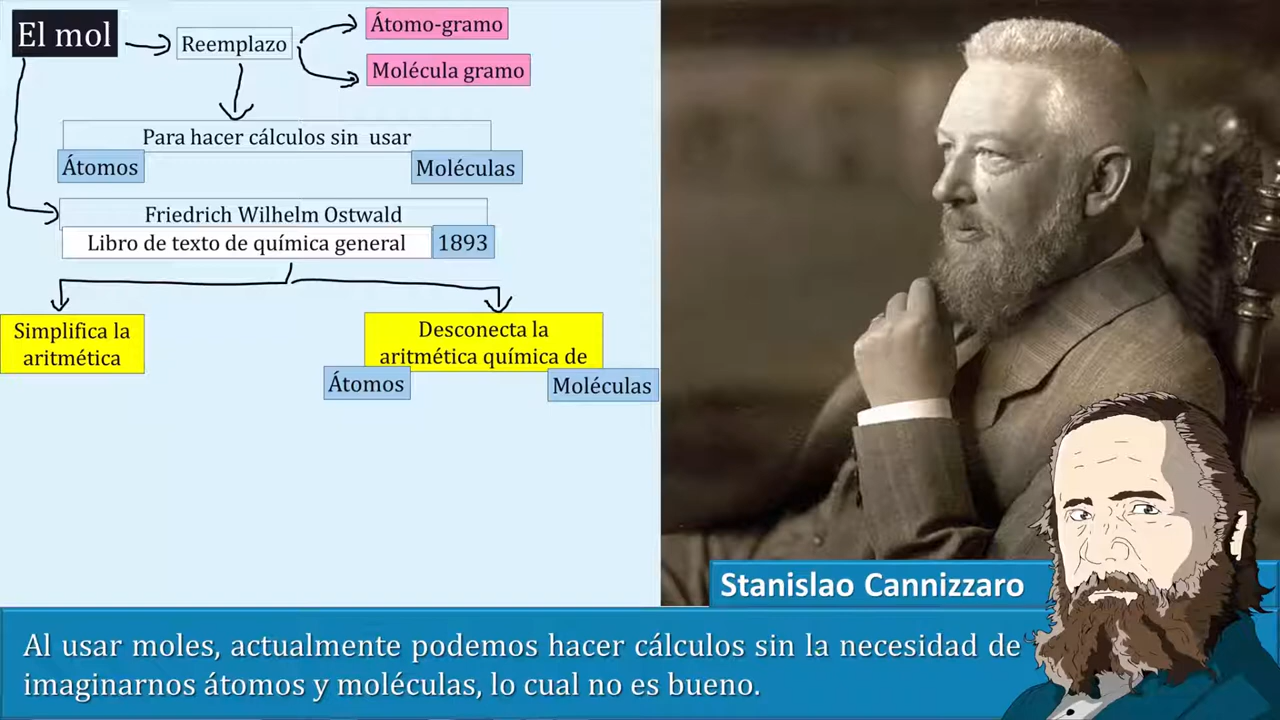 El mol
Reemplazo
Átomo-gramo
Molécula gramo
Para hacer cálculos sin usar
Átomos
Moléculas
Friedrich Wilhelm Ostwald
Libro de texto de química general
1893
Simplifica la
aritmética
Desconecta la
aritmética química de
Átomos
Moléculas
Stanislao Cannizzaro
Al usar moles, actualmente podemos hacer cálculos sin la necesidad de
imaginarnos átomos y moléculas, lo cual no es bueno.